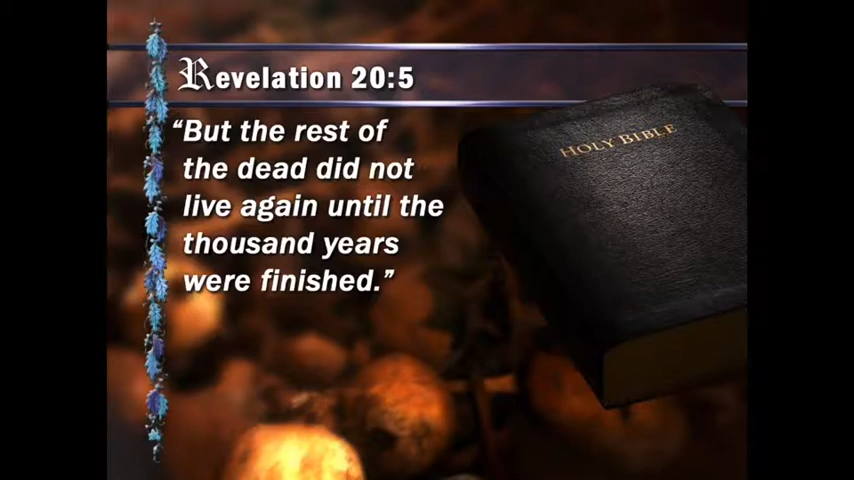 Revelation 20:5
“But the rest of
the dead did not
live again until the
thousand years
were finished.”
HOLY BIBLE